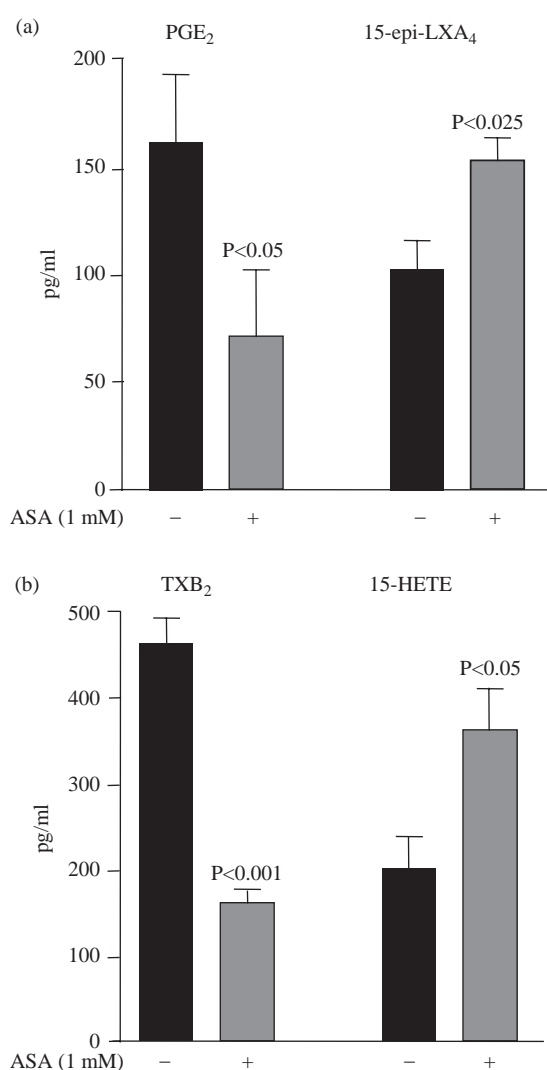 (a)
PGE₂ 15-epi-LXA₄
200
150
100
50
0
pg/ml
P<0.05
P<0.025
ASA (1 mM) − + − +
(b)
TXB₂ 15-HETE
500
400
300
200
100
0
pg/ml
P<0.001
P<0.05
ASA (1 mM) − + − +